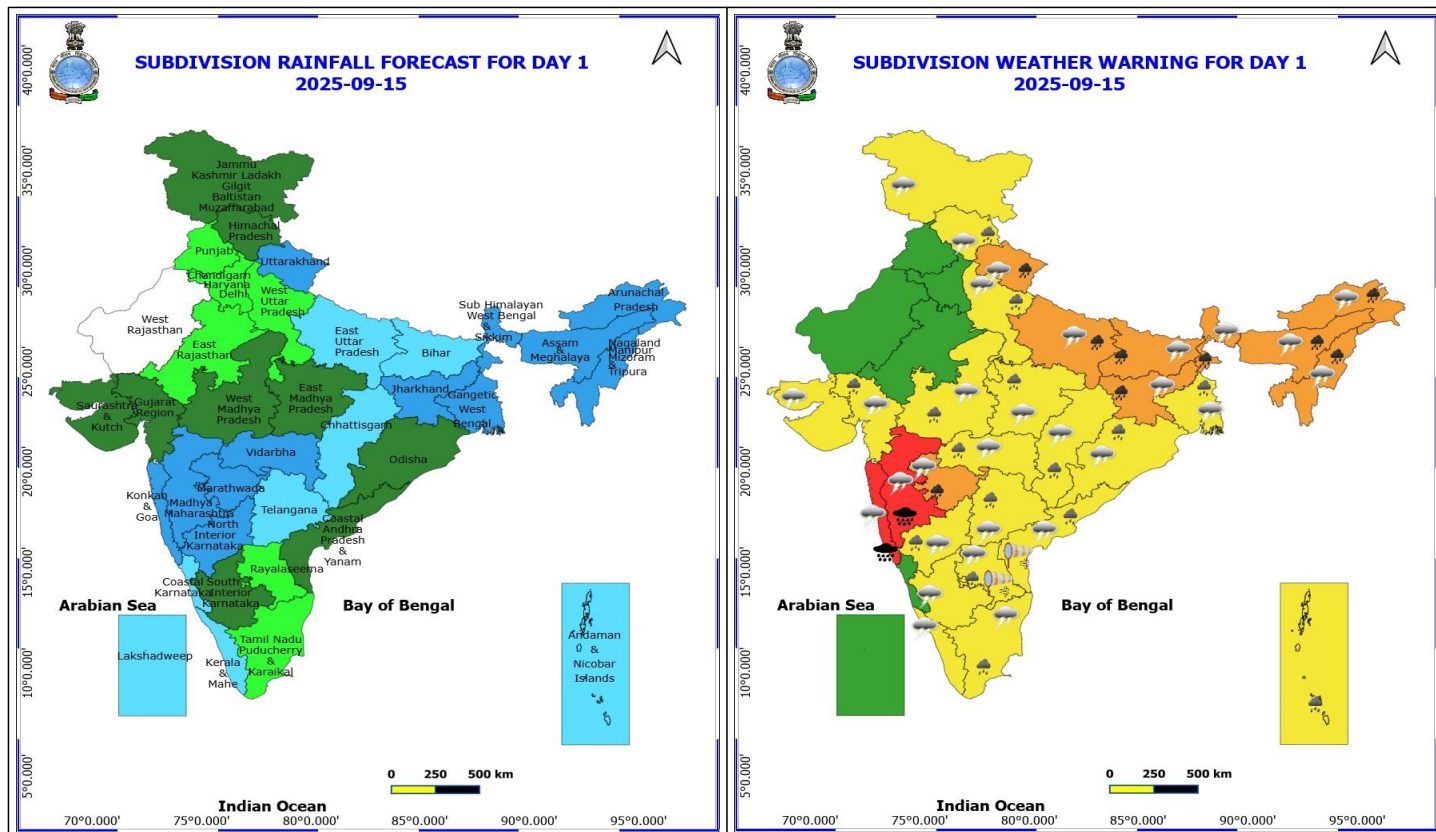 SUBDIVISION RAINFALL FORECAST FOR DAY 1
2025-09-15
40°0.000'
35°0.000'
30°0.000'
25°0.000'
20°0.000'
15°0.000'
10°0.000'
5°0.000'
Jammu
Kashmir Ladakh
Gilgit
Baltistan
Muzaffarabad
Himachal
Pradesh
Punjab
Uttarakhand
Chandigarh
Haryana
Delhi
West
Uttar
Pradesh
West
Rajasthan
East
Rajasthan
East
Uttar
Pradesh
Bihar
Sub Himalayan
West Bengal
&
Sikkim
Arunachal
Pradesh
Assam
&
Meghalaya
Nagaland
Manipur
Mizoram
&
Tripura
Jharkhand
Gangetic
West
Bengal
Saurashtra
&
Kutch
Gujarat
Region
West
Madhya
Pradesh
East
Madhya
Pradesh
Chhattisgarh
Odisha
Vidarbha
Marathwada
Konkan
&
Goa
Madhya
Maharashtra
North
Interior
Karnataka
Telangana
Coastal
Andhra
Pradesh
&
Yanam
Rayalaseema
Coastal
Karnataka
South
Interior
Karnataka
Tamil Nadu
Puducherry
&
Karaikal
Kerala
&
Mahe
Lakshadweep
Andaman
&
Nicobar
Islands
Arabian Sea
Bay of Bengal
Indian Ocean
0 250 500 km
70°0.000' 75°0.000' 80°0.000' 85°0.000' 90°0.000' 95°0.000'
SUBDIVISION WEATHER WARNING FOR DAY 1
2025-09-15
40°0.000'
35°0.000'
30°0.000'
25°0.000'
20°0.000'
15°0.000'
10°0.000'
5°0.000'
Arabian Sea
Bay of Bengal
Indian Ocean
0 250 500 km
70°0.000' 75°0.000' 80°0.000' 85°0.000' 90°0.000' 95°0.000'